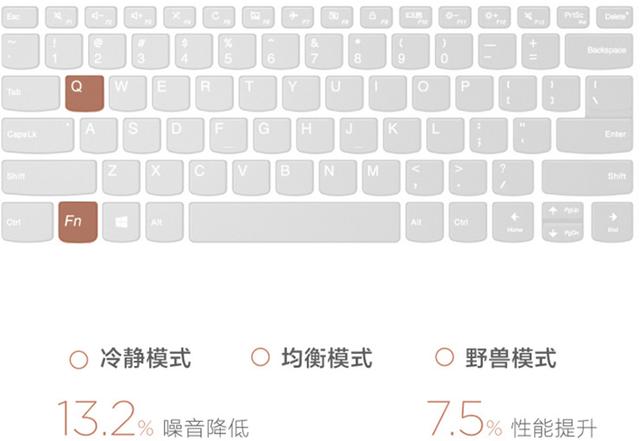 Esc F1 F2 F3 F4 F5 F6 F7 F8 F9 F10 F11 F12 PrtSc Delete
~ ! 1 @ 2 # 3 $ 4 % 5 ^ 6 & 7 * 8 ( 9 ) 0 — - + = Backspace
Tab Q W E R T Y U I O P { [ } ] | \
CapsLk A S D F G H J K L : ; " ' Enter
Shift Z X C V B N M < , > . ? / Shift
Ctrl Fn Alt Alt Ctrl Home PgUp PgDn End
冷静模式 均衡模式 野兽模式
13.2% 噪音降低 7.5% 性能提升